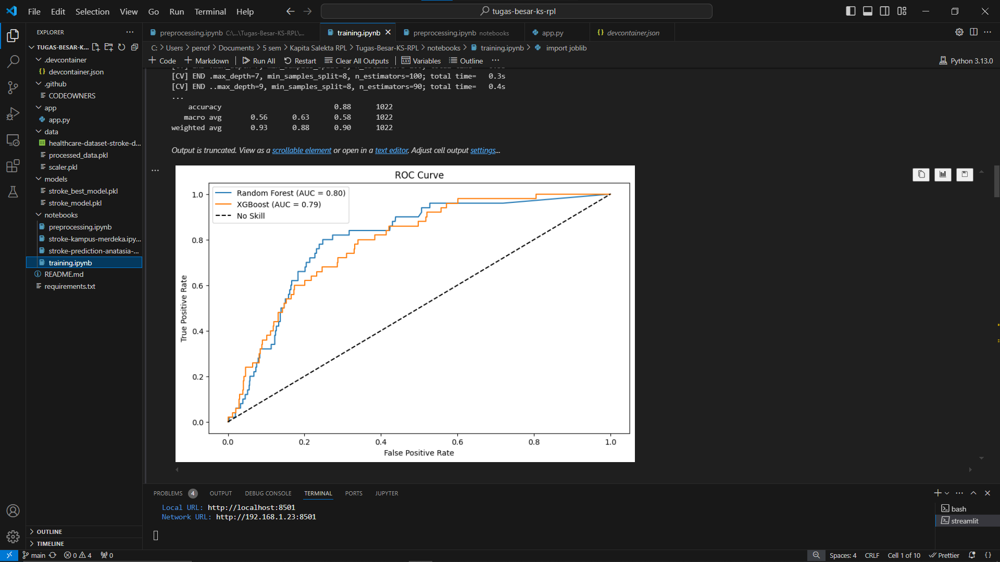 File Edit Selection View Go Run Terminal Help
tugas-besar-ks-rpl
EXPLORER
TUGAS-BESAR-K...
.devcontainer
devcontainer.json
.github
CODEOWNERS
app
app.py
data
healthcare-dataset-stroke-d...
processed_data.pkl
scaler.pkl
models
stroke_best_model.pkl
stroke_model.pkl
notebooks
preprocessing.ipynb
stroke-kampus-merdeka.ipy...
stroke-prediction-anatasia-...
training.ipynb
README.md
requirements.txt
OUTLINE
TIMELINE
preprocessing.ipynb C:\...\Tugas-Besar-KS-RPL\...
training.ipynb
preprocessing.ipynb notebooks
app.py
devcontainer.json
C: > Users > penof > Documents > 5 sem > Kapita Salekta RPL > Tugas-Besar-KS-RPL > notebooks > training.ipynb > import joblib
Code Markdown Run All Restart Clear All Outputs Variables Outline ...
Python 3.13.0
[CV] END .max_depth=7, min_samples_split=8, n_estimators=100; total time= 0.3s
[CV] END ..max_depth=9, min_samples_split=8, n_estimators=90; total time= 0.4s
...
accuracy 0.88 1022
macro avg 0.56 0.63 0.58 1022
weighted avg 0.93 0.88 0.90 1022
Output is truncated. View as a scrollable element or open in a text editor. Adjust cell output settings...
ROC Curve
Random Forest (AUC = 0.80)
XGBoost (AUC = 0.79)
No Skill
True Positive Rate
1.0
0.8
0.6
0.4
0.2
0.0
0.0 0.2 0.4 0.6 0.8 1.0
False Positive Rate
PROBLEMS 4 OUTPUT DEBUG CONSOLE TERMINAL PORTS JUPYTER
Local URL: http://localhost:8501
Network URL: http://192.168.1.23:8501
bash
streamlit
main 0 4 0
Spaces: 4 CRLF Cell 1 of 10 Prettier